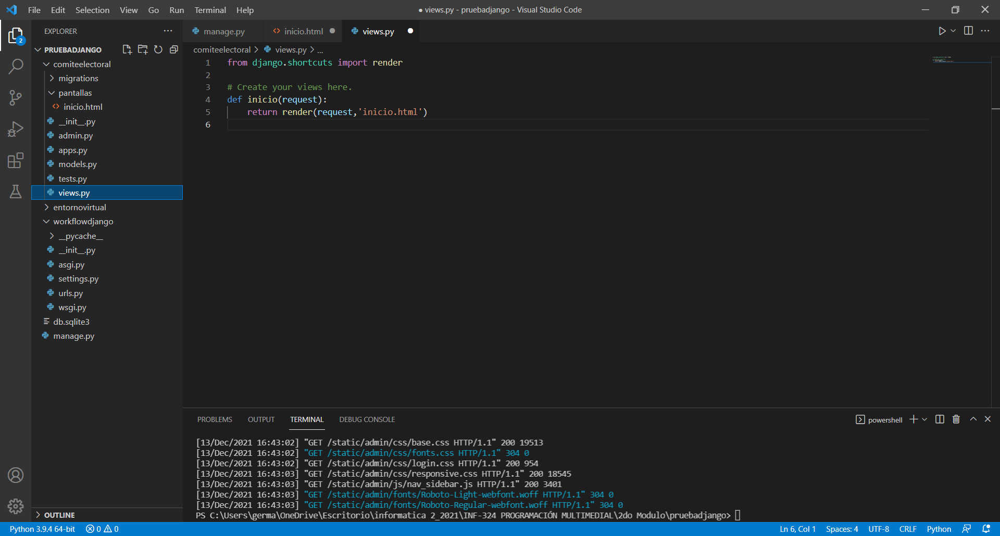 File Edit Selection View Go Run Terminal Help
● views.py - pruebadjango - Visual Studio Code
EXPLORER
2
PRUEBADJANGO
comiteelectoral
migrations
pantallas
inicio.html
__init__.py
admin.py
apps.py
models.py
tests.py
views.py
entornovirtual
workflowdjango
__pycache__
__init__.py
asgi.py
settings.py
urls.py
wsgi.py
db.sqlite3
manage.py
OUTLINE
manage.py inicio.html views.py
comiteelectoral > views.py > ...
1 from django.shortcuts import render
2
3 # Create your views here.
4 def inicio(request):
5     return render(request,'inicio.html')
6
PROBLEMS OUTPUT TERMINAL DEBUG CONSOLE
powershell
[13/Dec/2021 16:43:02] "GET /static/admin/css/base.css HTTP/1.1" 200 19513
[13/Dec/2021 16:43:02] "GET /static/admin/css/fonts.css HTTP/1.1" 304 0
[13/Dec/2021 16:43:02] "GET /static/admin/css/login.css HTTP/1.1" 200 954
[13/Dec/2021 16:43:03] "GET /static/admin/css/responsive.css HTTP/1.1" 200 18545
[13/Dec/2021 16:43:03] "GET /static/admin/js/nav_sidebar.js HTTP/1.1" 200 3401
[13/Dec/2021 16:43:03] "GET /static/admin/fonts/Roboto-Light-webfont.woff HTTP/1.1" 304 0
[13/Dec/2021 16:43:03] "GET /static/admin/fonts/Roboto-Regular-webfont.woff HTTP/1.1" 304 0
PS C:\Users\germa\OneDrive\Escritorio\informatica 2_2021\INF-324 PROGRAMACIÓN MULTIMEDIAL\2do Modulo\pruebadjango>
Python 3.9.4 64-bit 0 0
Ln 6, Col 1 Spaces: 4 UTF-8 CRLF Python